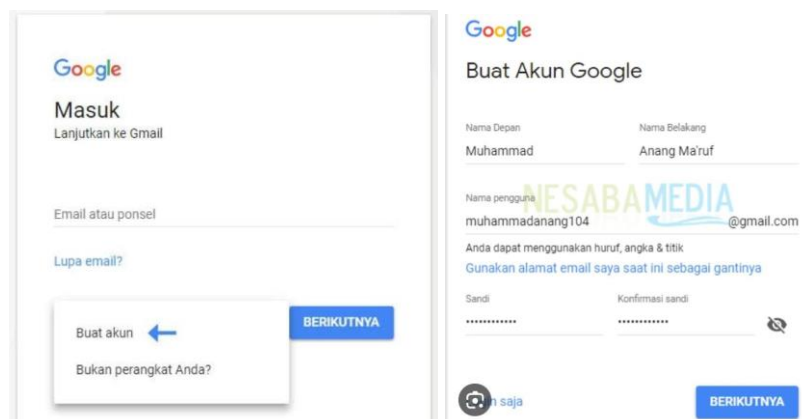 Google
Masuk
Lanjutkan ke Gmail
Email atau ponsel
Lupa email?
Buat akun
BERIKUTNYA
Bukan perangkat Anda?
Google
Buat Akun Google
Nama Depan Nama Belakang
Muhammad Anang Ma'ruf
NESABAMEDIA
Nama pengguna
muhammadanang104 @gmail.com
Anda dapat menggunakan huruf, angka & titik
Gunakan alamat email saya saat ini sebagai gantinya
Sandi Konfirmasi sandi
•••••••••••• ••••••••••••
saja
BERIKUTNYA